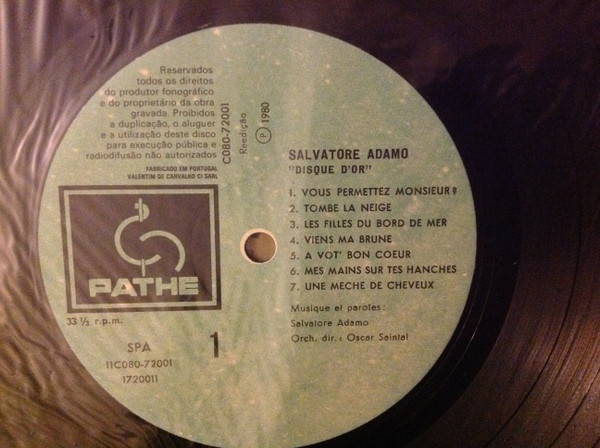 Reservados
todos os direitos
do produtor fonográfico
e do proprietário da obra
gravada. Proibidos
a duplicação, o aluguer
e a utilização deste disco
para execução pública e
radiodifusão não autorizados
FABRICADO EM PORTUGAL
VALENTIM DE CARVALHO CI SARL
C080-72001
Reedição
Ⓟ 1980
PATHE
33 ⅓ r.p.m.
SPA
1
11C080-72001
1720011
SALVATORE ADAMO
"DISQUE D'OR"
1. VOUS PERMETTEZ MONSIEUR?
2. TOMBE LA NEIGE
3. LES FILLES DU BORD DE MER
4. VIENS MA BRUNE
5. A VOT' BON COEUR
6. MES MAINS SUR TES HANCHES
7. UNE MECHE DE CHEVEUX
Musique et paroles:
Salvatore Adamo
Orch. dir.: Oscar Saintal